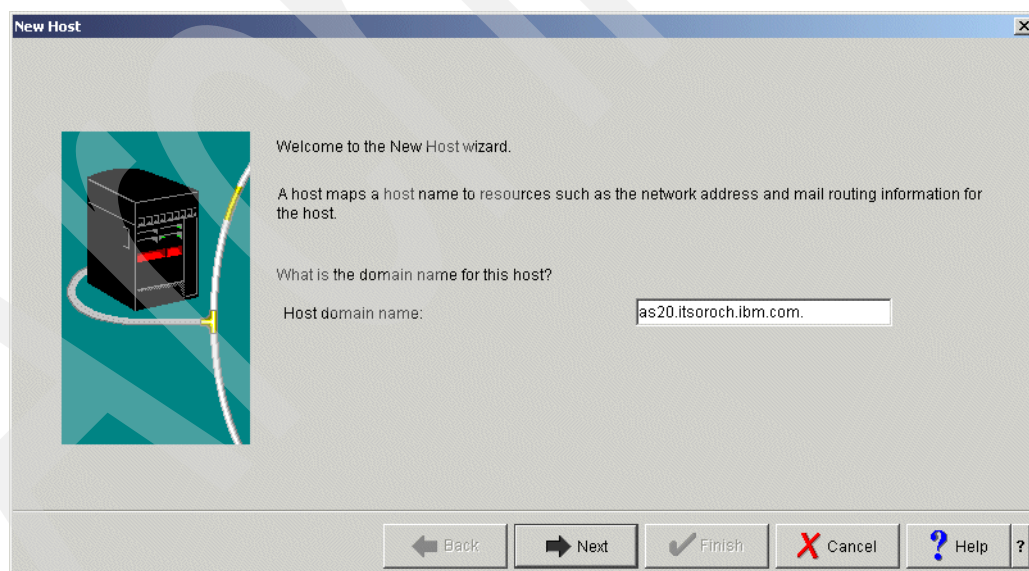 New Host
Welcome to the New Host wizard.
A host maps a host name to resources such as the network address and mail routing information for
the host.
What is the domain name for this host?
Host domain name:
as20.itsoroch.ibm.com.
Back
Next
Finish
Cancel
? Help
?